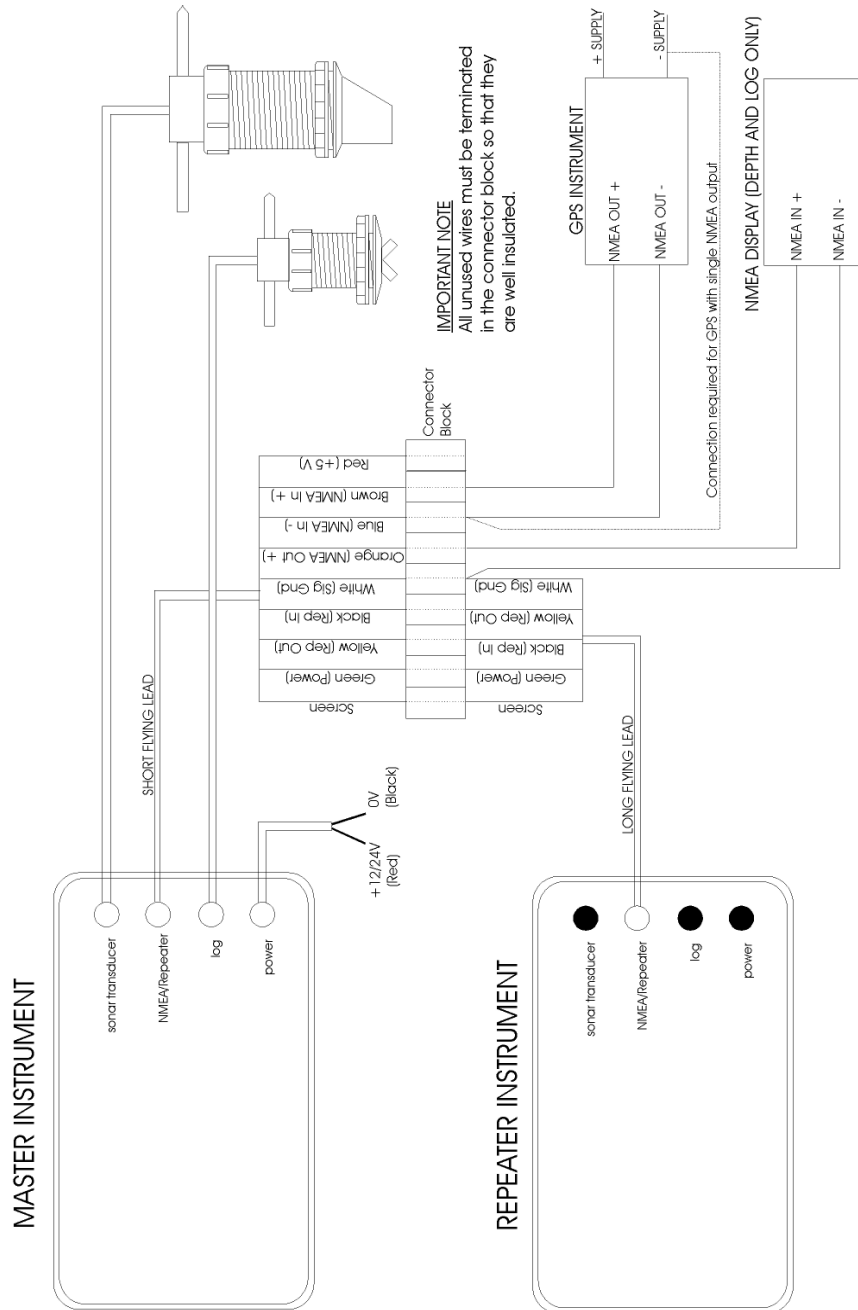 MASTER INSTRUMENT
sonar transducer
NMEA/Repeater
log
power
SHORT FLYING LEAD
+12/24V
(Red)
0V
(Black)
Screen
Green (Power)
Yellow (Rep Out)
Black (Rep In)
White (Sig Gnd)
Orange (NMEA Out +)
Blue (NMEA In -)
Brown (NMEA In +)
Red (+5 V)
Connector
Block
Screen
Green (Power)
Black (Rep In)
Yellow (Rep Out)
White (Sig Gnd)
IMPORTANT NOTE
All unused wires must be terminated
in the connector block so that they
are well insulated.
REPEATER INSTRUMENT
sonar transducer
NMEA/Repeater
log
power
LONG FLYING LEAD
GPS INSTRUMENT
NMEA OUT +
NMEA OUT -
+ SUPPLY
- SUPPLY
Connection required for GPS with single NMEA output
NMEA DISPLAY (DEPTH AND LOG ONLY)
NMEA IN +
NMEA IN -